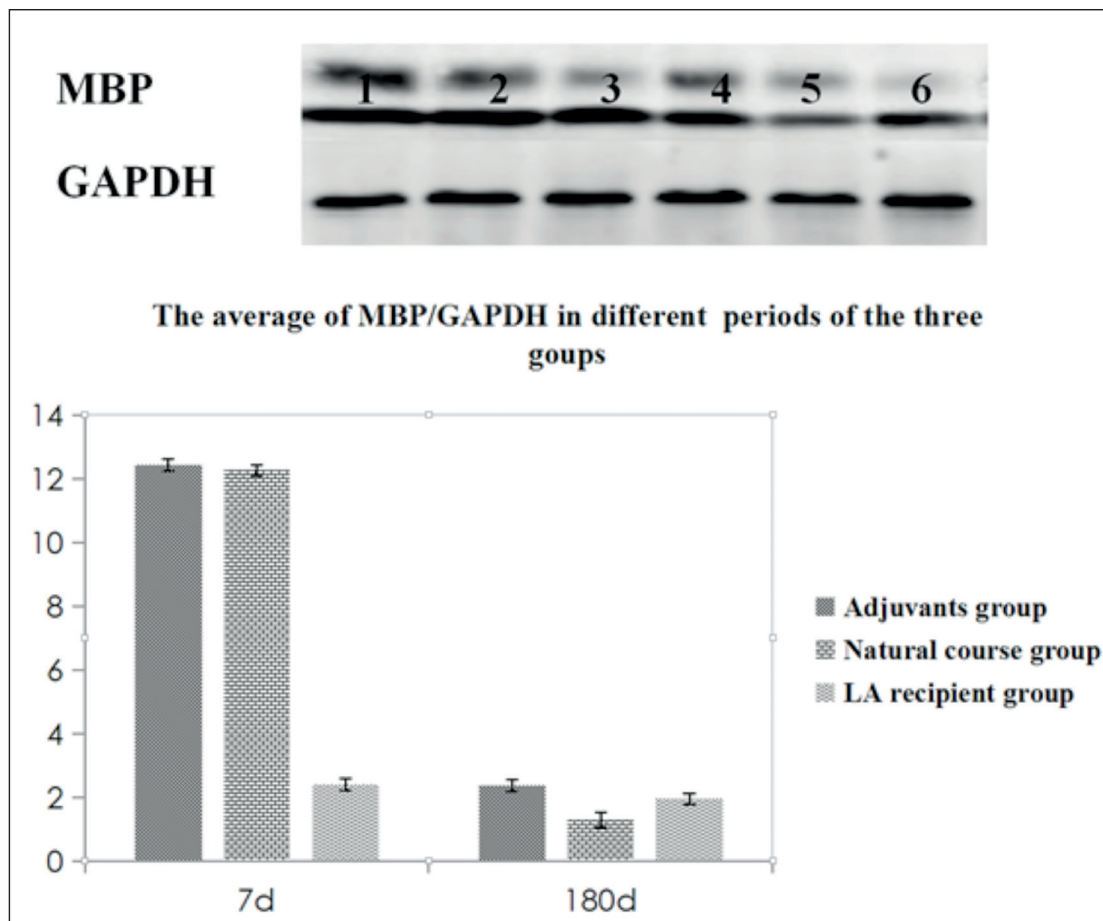 MBP
1 2 3 4 5 6
GAPDH
The average of MBP/GAPDH in different periods of the three
goups
14
12
10
8
6
4
2
0
7d 180d
Adjuvants group
Natural course group
LA recipient group